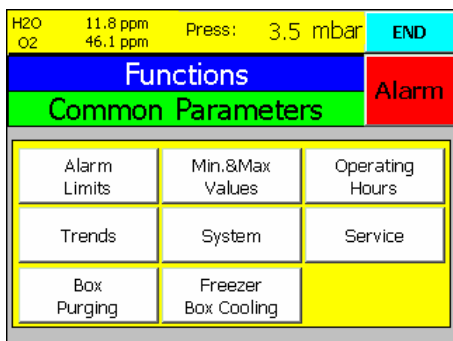 H2O 11.8 ppm Press: 3.5 mbar END
O2 46.1 ppm
Functions
Common Parameters
Alarm
Alarm Limits
Min.&Max Values
Operating Hours
Trends
System
Service
Box Purging
Freezer Box Cooling